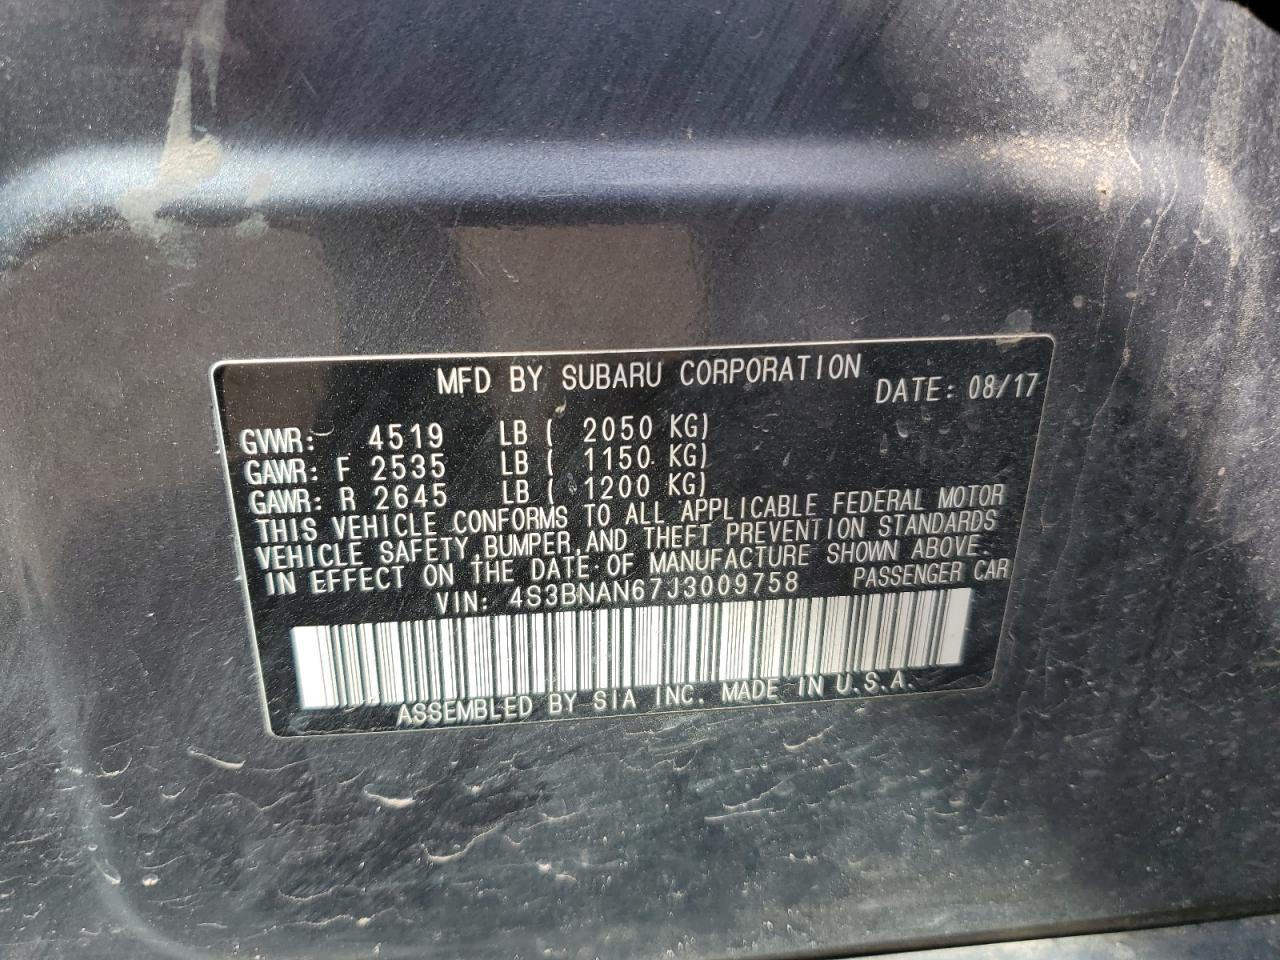 MFD BY SUBARU CORPORATION
DATE: 08/17
GVWR: 4519 LB ( 2050 KG)
GAWR: F 2535 LB ( 1150 KG)
GAWR: R 2645 LB ( 1200 KG)
THIS VEHICLE CONFORMS TO ALL APPLICABLE FEDERAL MOTOR
VEHICLE SAFETY, BUMPER, AND THEFT PREVENTION STANDARDS
IN EFFECT ON THE DATE OF MANUFACTURE SHOWN ABOVE.
VIN: 4S3BNAN67J3009758 PASSENGER CAR
ASSEMBLED BY SIA INC. MADE IN U.S.A.